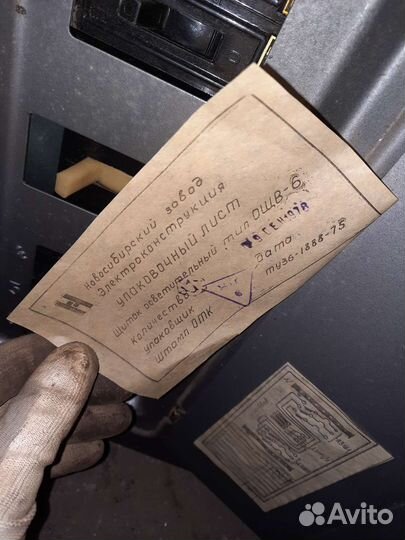 Новосибирский завод
Электроконструкция
УПАКОВОЧНЫЙ ЛИСТ
Щиток осветительный тип ОЩВ-6
количество
Дата
упаковщик
ту36-1888-75
Штамп ОТК
Avito